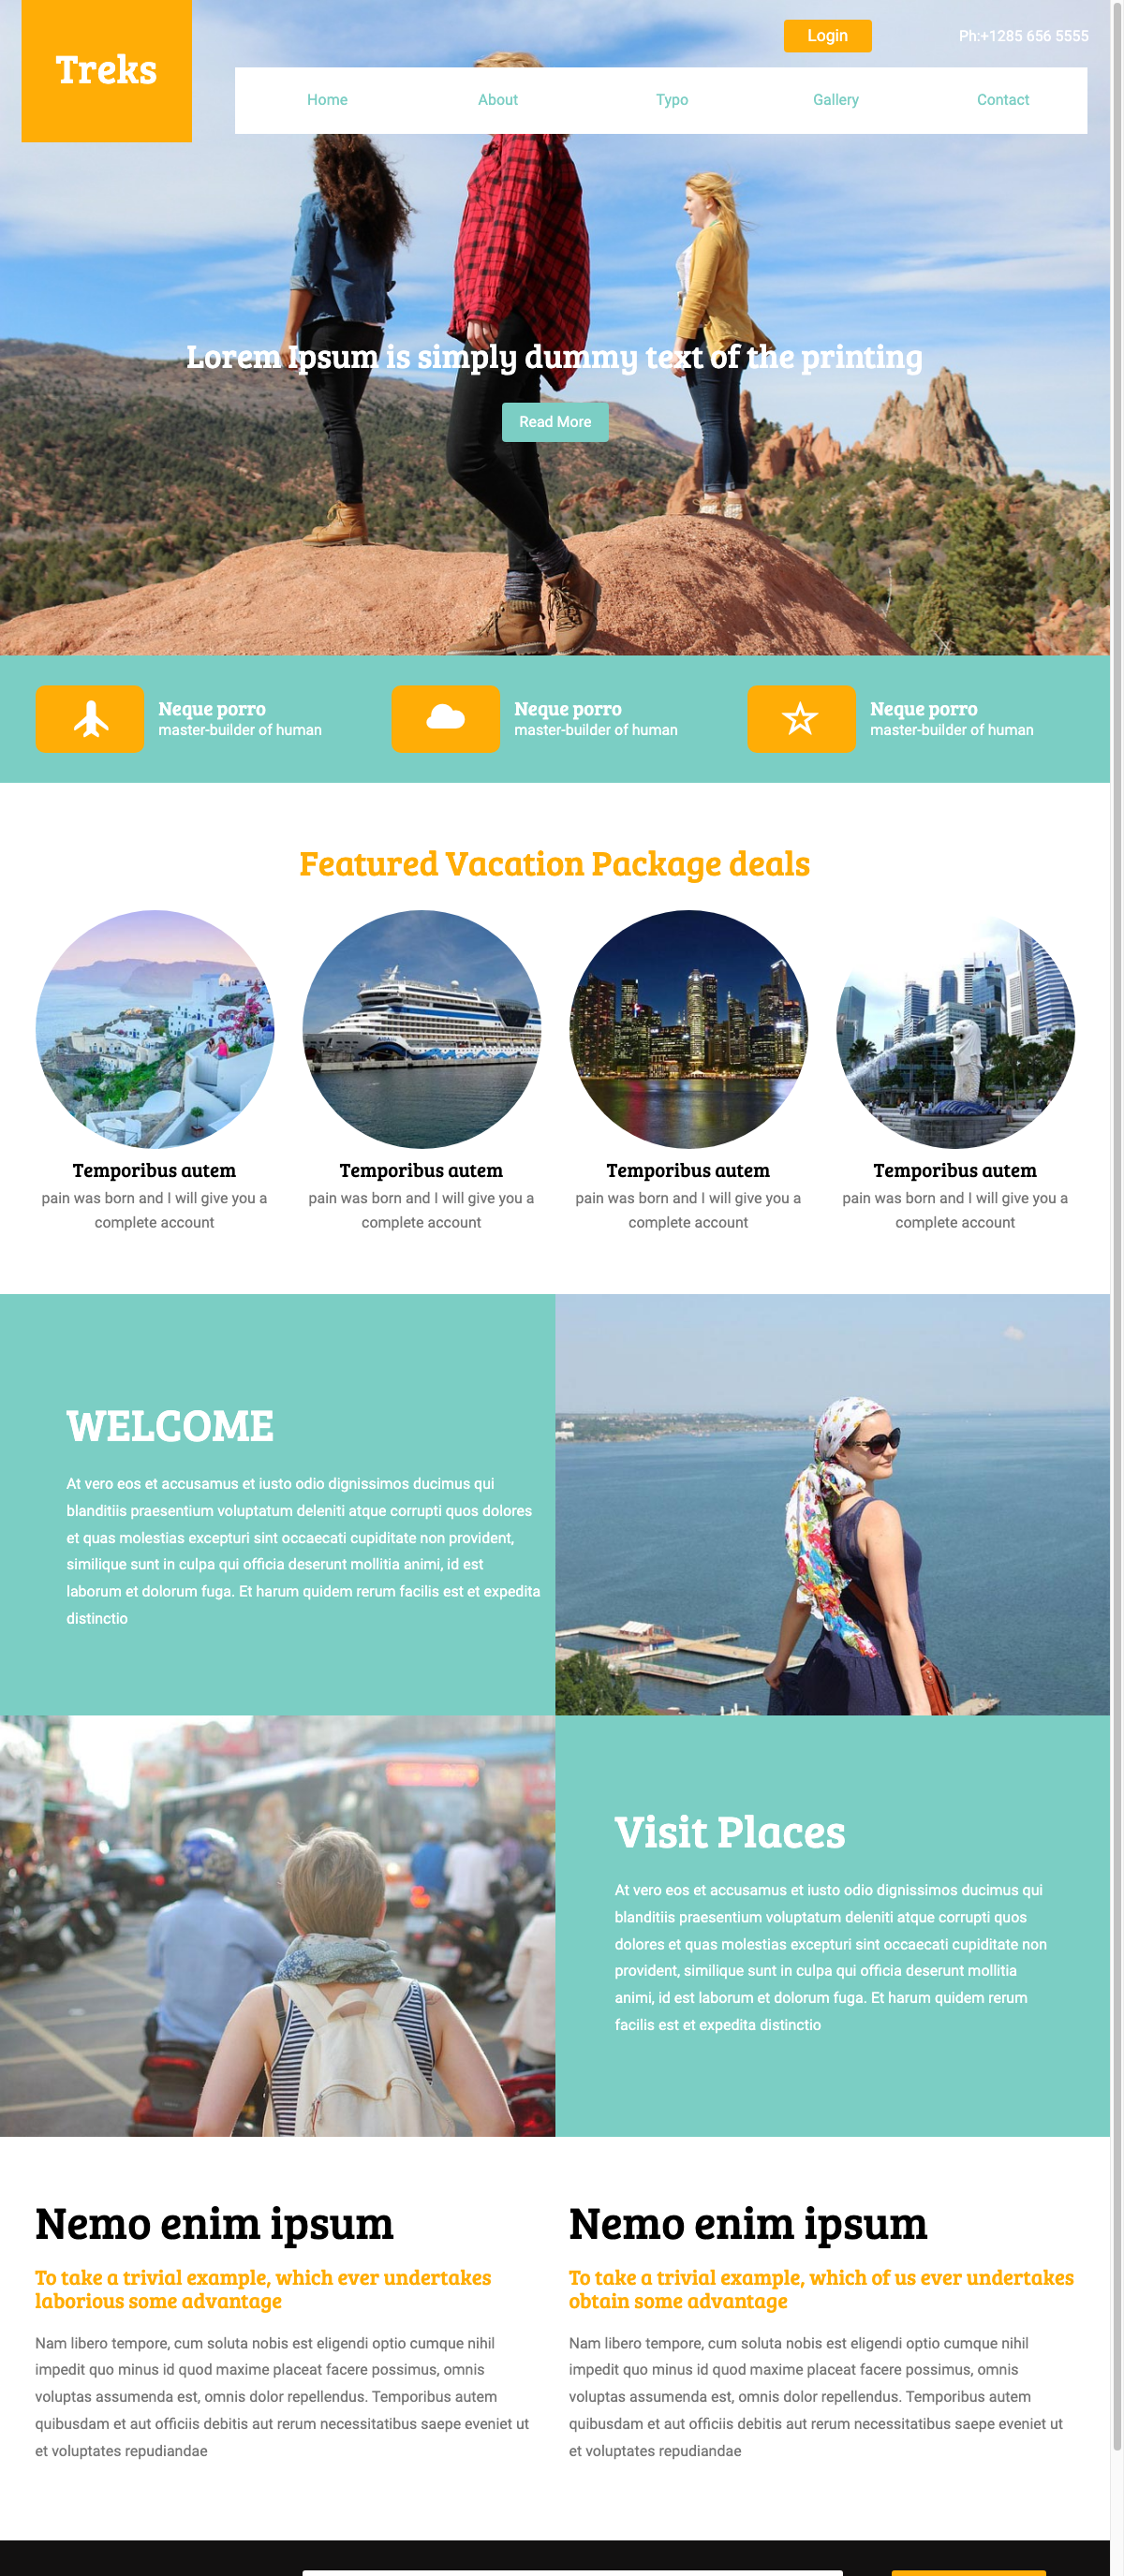 Treks
Login
Ph:+1285 656 5555
Home
About
Typo
Gallery
Contact
Lorem Ipsum is simply dummy text of the printing
Read More
Neque porro
master-builder of human
Neque porro
master-builder of human
Neque porro
master-builder of human
Featured Vacation Package deals
Temporibus autem
pain was born and I will give you a
complete account
Temporibus autem
pain was born and I will give you a
complete account
Temporibus autem
pain was born and I will give you a
complete account
Temporibus autem
pain was born and I will give you a
complete account
WELCOME
At vero eos et accusamus et iusto odio dignissimos ducimus qui
blanditiis praesentium voluptatum deleniti atque corrupti quos dolores
et quas molestias excepturi sint occaecati cupiditate non provident,
similique sunt in culpa qui officia deserunt mollitia animi, id est
laborum et dolorum fuga. Et harum quidem rerum facilis est et expedita
distinctio
Visit Places
At vero eos et accusamus et iusto odio dignissimos ducimus qui
blanditiis praesentium voluptatum deleniti atque corrupti quos
dolores et quas molestias excepturi sint occaecati cupiditate non
provident, similique sunt in culpa qui officia deserunt mollitia
animi, id est laborum et dolorum fuga. Et harum quidem rerum
facilis est et expedita distinctio
Nemo enim ipsum
To take a trivial example, which ever undertakes
laborious some advantage
Nam libero tempore, cum soluta nobis est eligendi optio cumque nihil
impedit quo minus id quod maxime placeat facere possimus, omnis
voluptas assumenda est, omnis dolor repellendus. Temporibus autem
quibusdam et aut officiis debitis aut rerum necessitatibus saepe eveniet ut
et voluptates repudiandae
Nemo enim ipsum
To take a trivial example, which of us ever undertakes
obtain some advantage
Nam libero tempore, cum soluta nobis est eligendi optio cumque nihil
impedit quo minus id quod maxime placeat facere possimus, omnis
voluptas assumenda est, omnis dolor repellendus. Temporibus autem
quibusdam et aut officiis debitis aut rerum necessitatibus saepe eveniet ut
et voluptates repudiandae